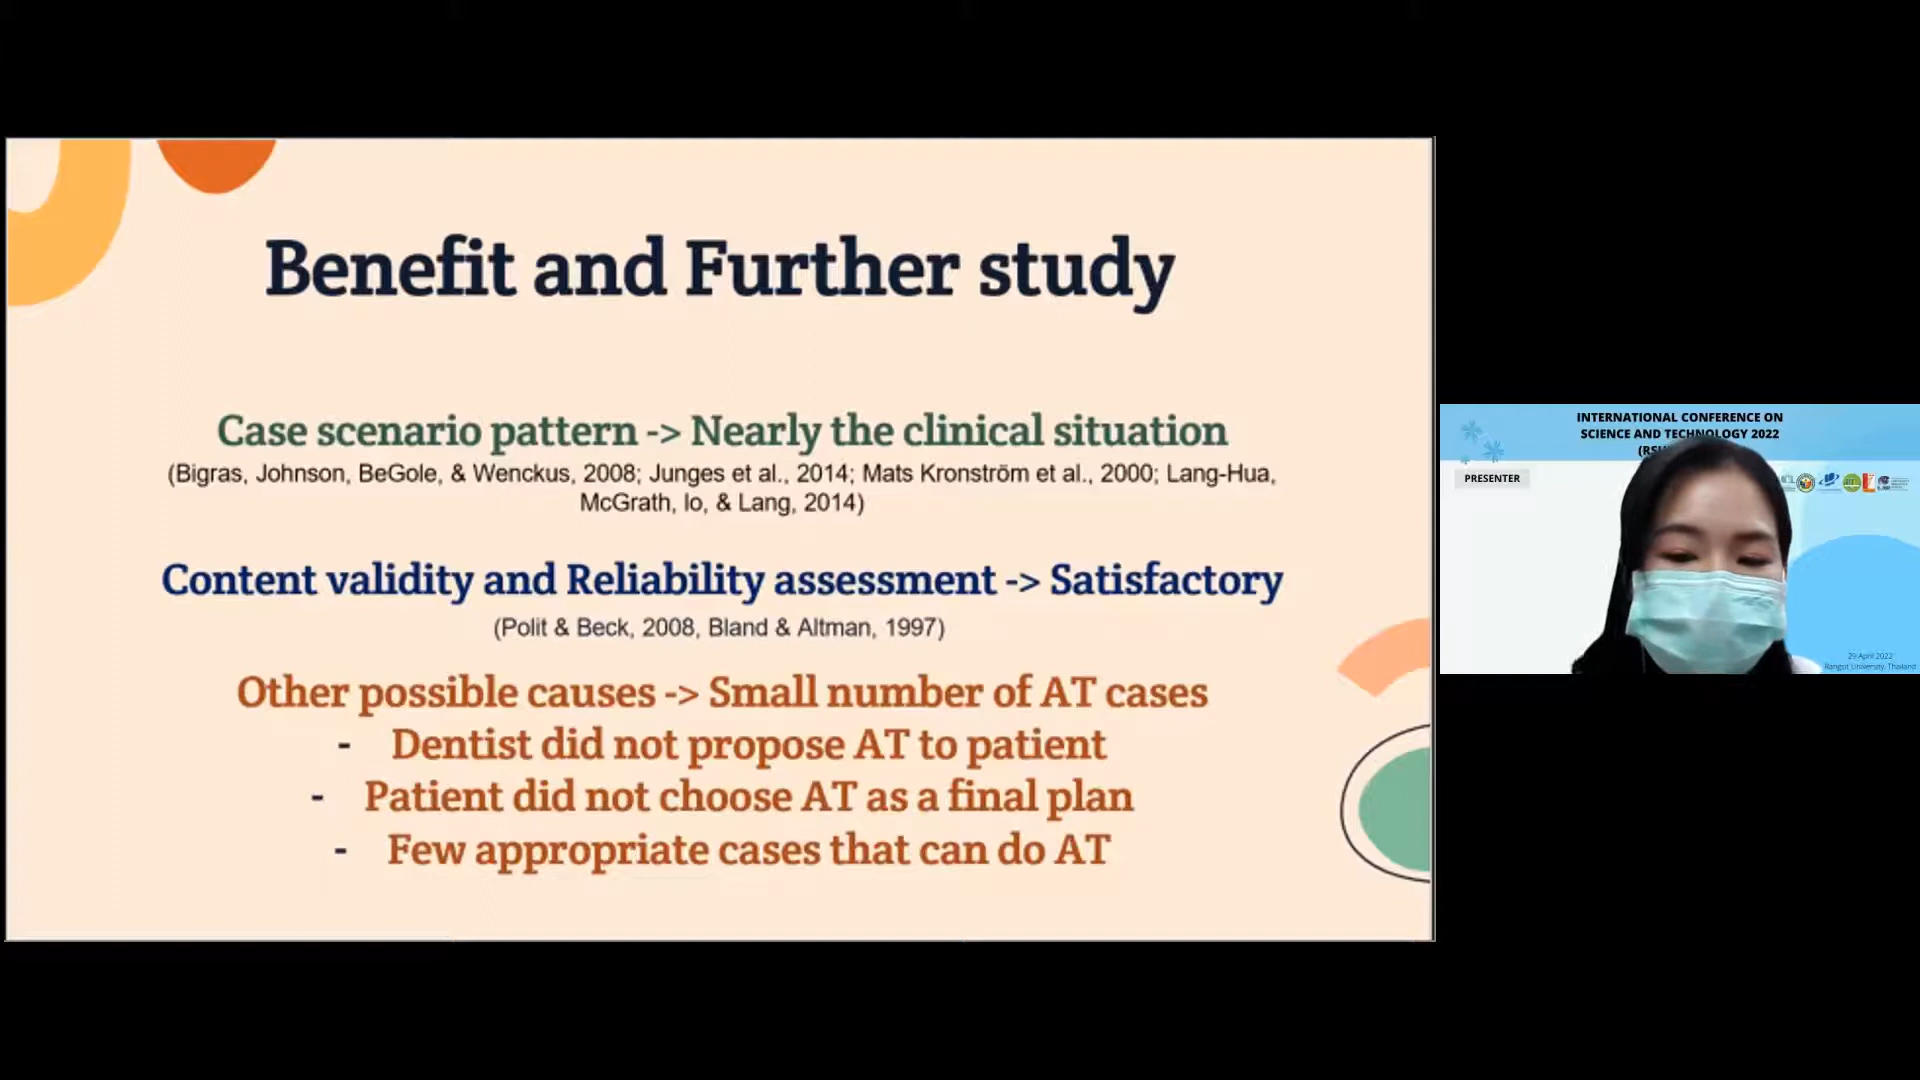 Benefit and Further study
Case scenario pattern -> Nearly the clinical situation
(Bigras, Johnson, BeGole, & Wenckus, 2008; Junges et al., 2014; Mats Kronström et al., 2000; Lang-Hua,
McGrath, lo, & Lang, 2014)
Content validity and Reliability assessment -> Satisfactory
(Polit & Beck, 2008, Bland & Altman, 1997)
Other possible causes -> Small number of AT cases
- Dentist did not propose AT to patient
- Patient did not choose AT as a final plan
- Few appropriate cases that can do AT
INTERNATIONAL CONFERENCE ON
SCIENCE AND TECHNOLOGY 2022
PRESENTER
29 April 2022
Rangsit University, Thailand